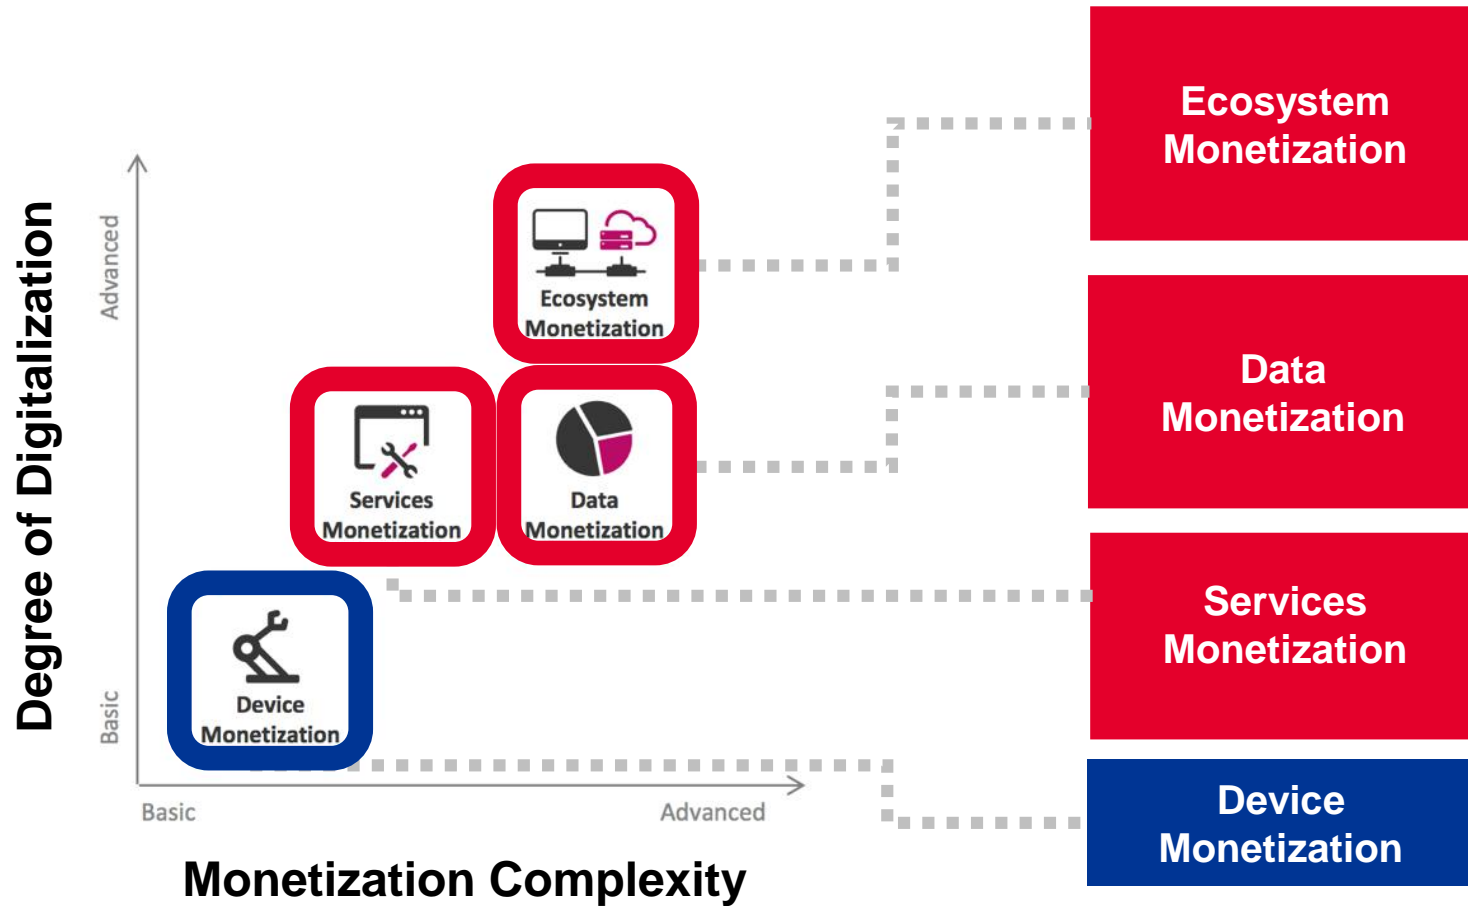 Degree of Digitalization
Advanced
Basic
Ecosystem
Monetization
Services
Monetization
Data
Monetization
Device
Monetization
Basic
Advanced
Monetization Complexity
Ecosystem
Monetization
Data
Monetization
Services
Monetization
Device
Monetization